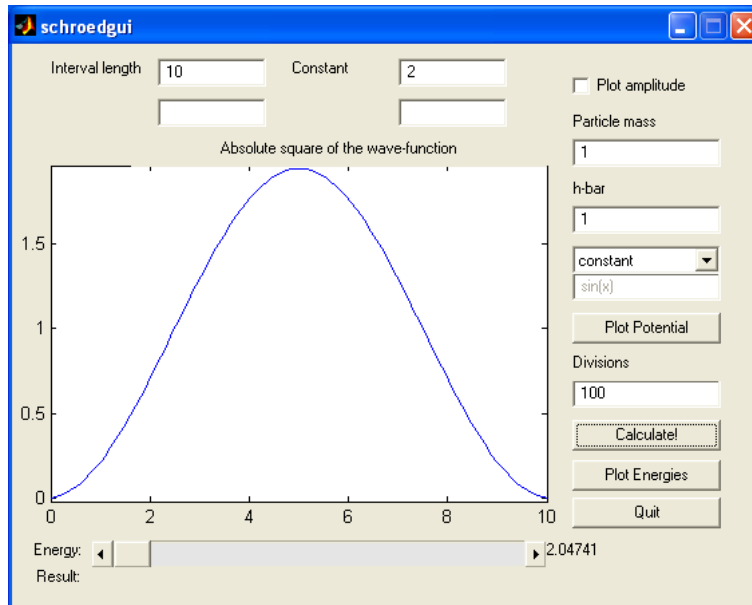 schroedgui
Interval length 10 Constant 2
Plot amplitude
Particle mass
1
h-bar
1
constant
sin(x)
Plot Potential
Divisions
100
Calculate!
Plot Energies
Quit
Absolute square of the wave-function
1.5
1
0.5
0
0 2 4 6 8 10
Energy: 2.04741
Result: